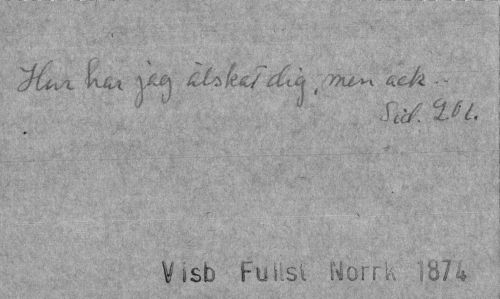 Hur har jag älskat dig, men ack..
Sid. 201.
Visb Fullst Norrk 1874